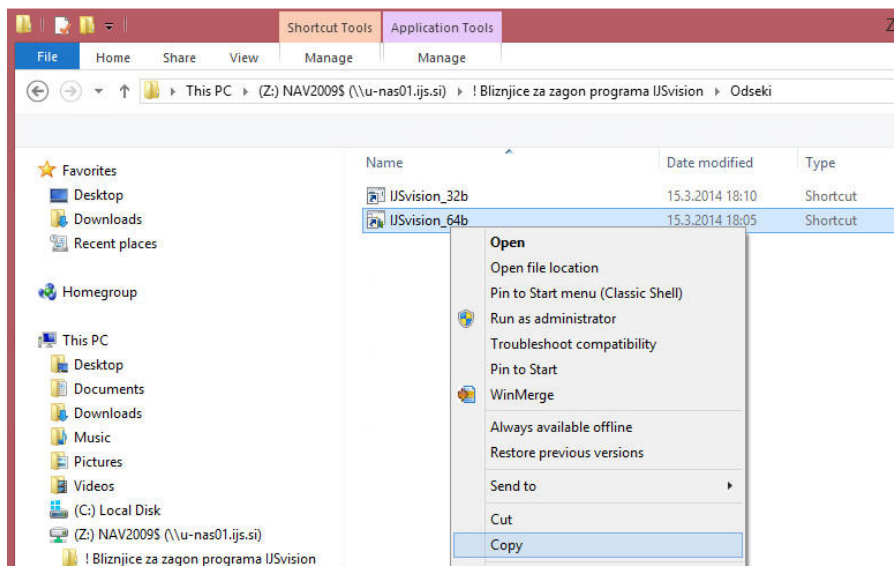 Shortcut Tools Application Tools Z
File Home Share View Manage Manage
This PC (Z:) NAV2009$ (\\u-nas01.ijs.si) ! Bliznjice za zagon programa IJSvision Odseki
Name Date modified Type
Favorites
Desktop
Downloads
Recent places
Homegroup
This PC
Desktop
Documents
Downloads
Music
Pictures
Videos
(C:) Local Disk
(Z:) NAV2009$ (\\u-nas01.ijs.si)
! Bliznjice za zagon programa IJSvision
IJSvision_32b 15.3.2014 18:10 Shortcut
IJSvision_64b 15.3.2014 18:05 Shortcut
Open
Open file location
Pin to Start menu (Classic Shell)
Run as administrator
Troubleshoot compatibility
Pin to Start
WinMerge
Always available offline
Restore previous versions
Send to
Cut
Copy